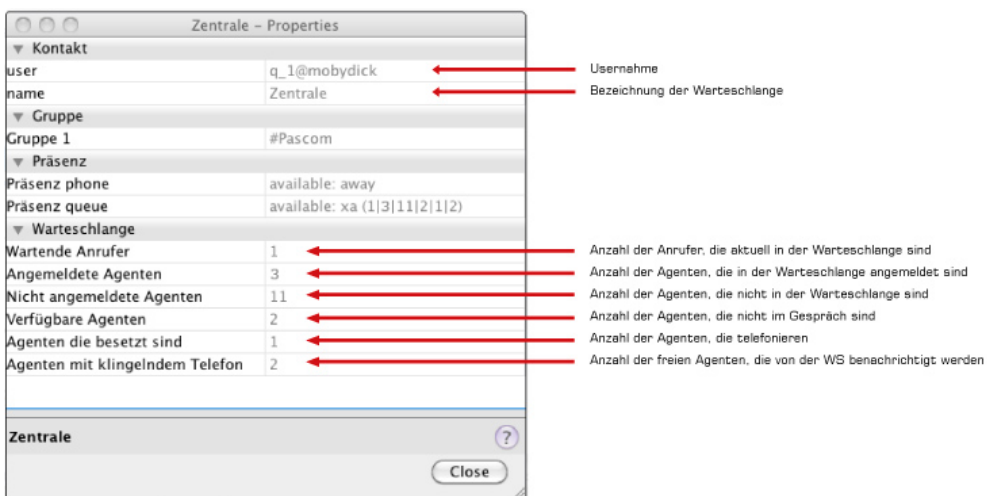 Zentrale – Properties
Kontakt
user q_1@mobydick Usernahme
name Zentrale Bezeichnung der Warteschlange
Gruppe
Gruppe 1 #Pascom
Präsenz
Präsenz phone available: away
Präsenz queue available: xa (1|3|11|2|1|2)
Warteschlange
Wartende Anrufer 1 Anzahl der Anrufer, die aktuell in der Warteschlange sind
Angemeldete Agenten 3 Anzahl der Agenten, die in der Warteschlange angemeldet sind
Nicht angemeldete Agenten 11 Anzahl der Agenten, die nicht in der Warteschlange sind
Verfügbare Agenten 2 Anzahl der Agenten, die nicht im Gespräch sind
Agenten die besetzt sind 1 Anzahl der Agenten, die telefonieren
Agenten mit klingelndem Telefon 2 Anzahl der freien Agenten, die von der WS benachrichtigt werden
Zentrale ?
Close